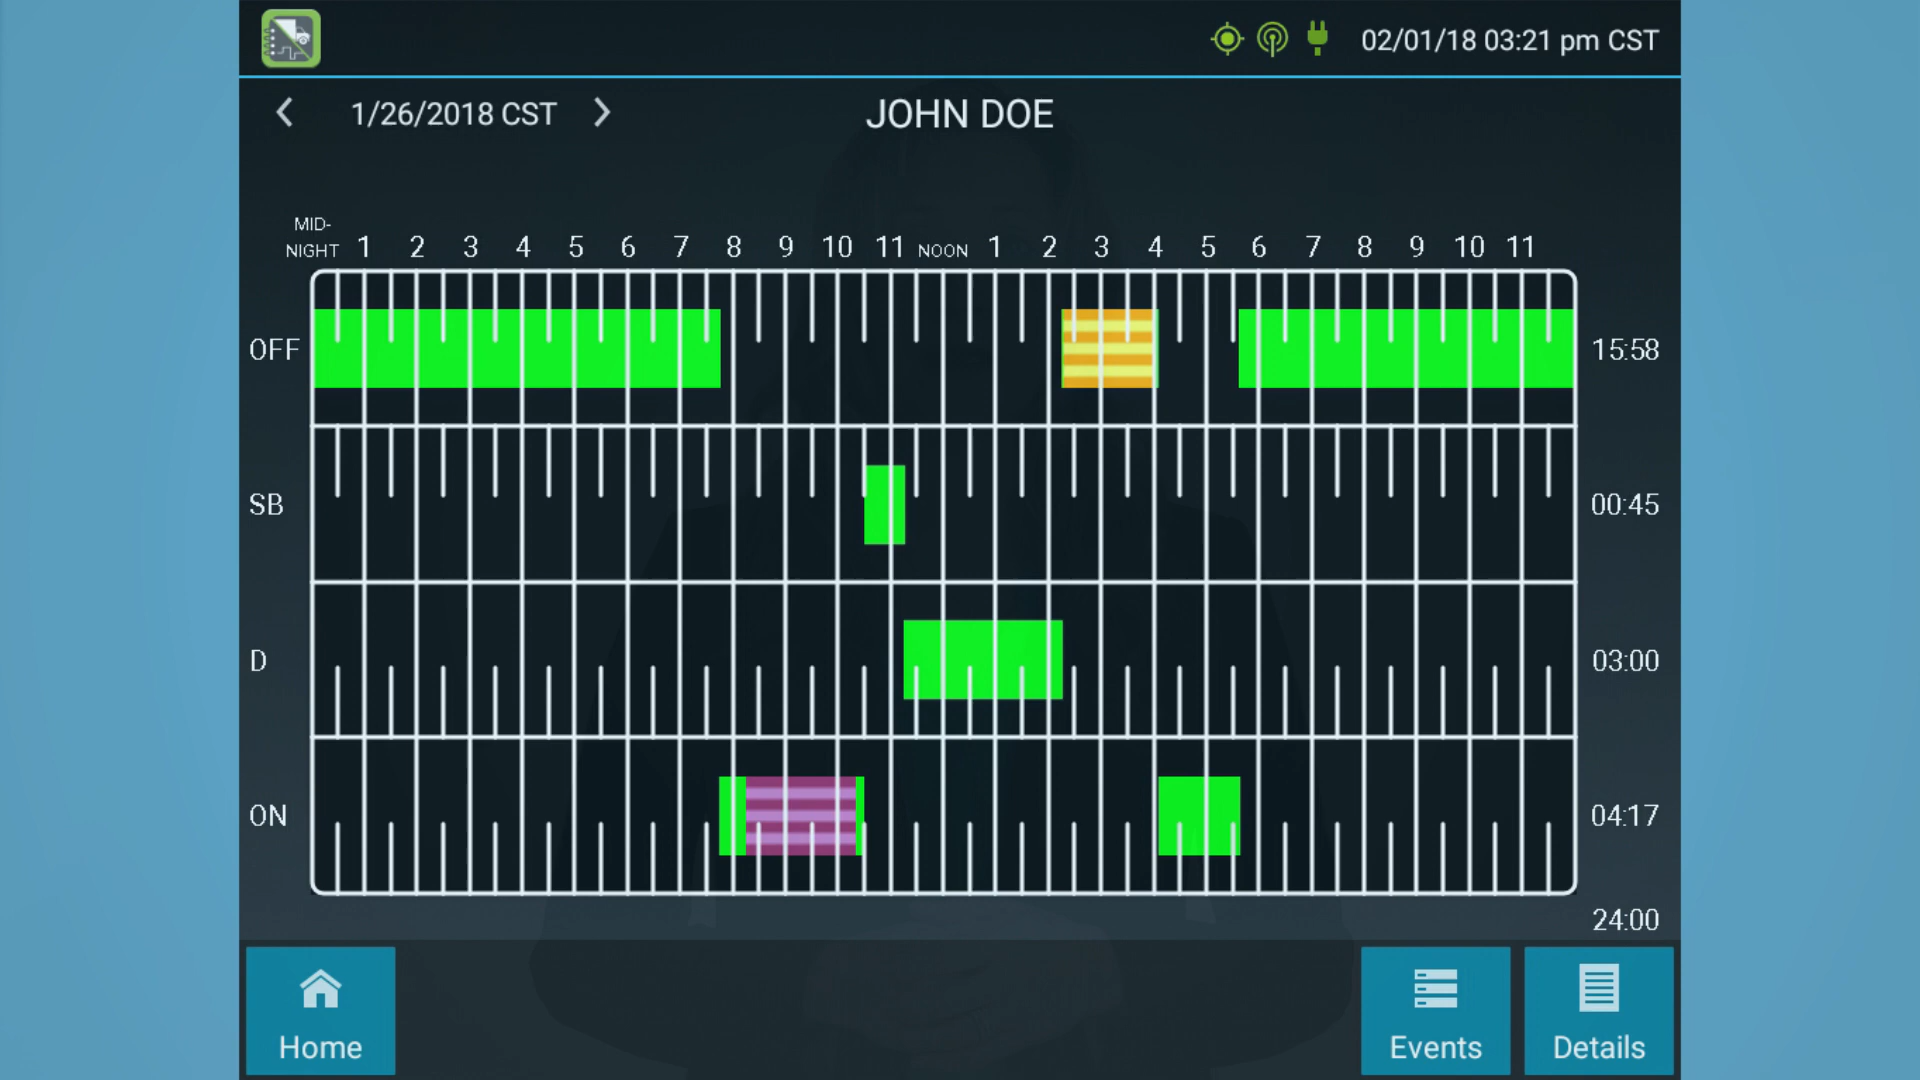 02/01/18 03:21 pm CST
1/26/2018 CST
JOHN DOE
MID-
NIGHT 1 2 3 4 5 6 7 8 9 10 11 NOON 1 2 3 4 5 6 7 8 9 10 11
OFF 15:58
SB 00:45
D 03:00
ON 04:17
24:00
Home Events Details